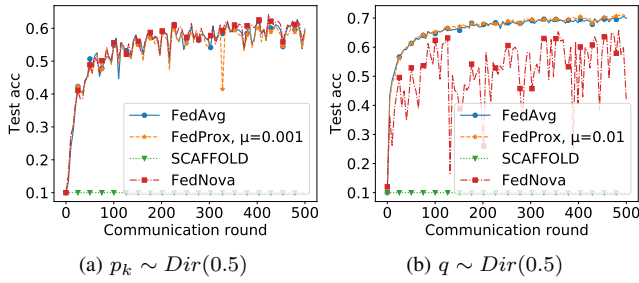 0.6
0.5
0.4
0.3
0.2
0.1
Test acc
0 100 200 300 400 500
Communication round
FedAvg
FedProx, μ=0.001
SCAFFOLD
FedNova
(a) p_k ∼ Dir(0.5)
0.7
0.6
0.5
0.4
0.3
0.2
0.1
Test acc
0 100 200 300 400 500
Communication round
FedAvg
FedProx, μ=0.01
SCAFFOLD
FedNova
(b) q ∼ Dir(0.5)